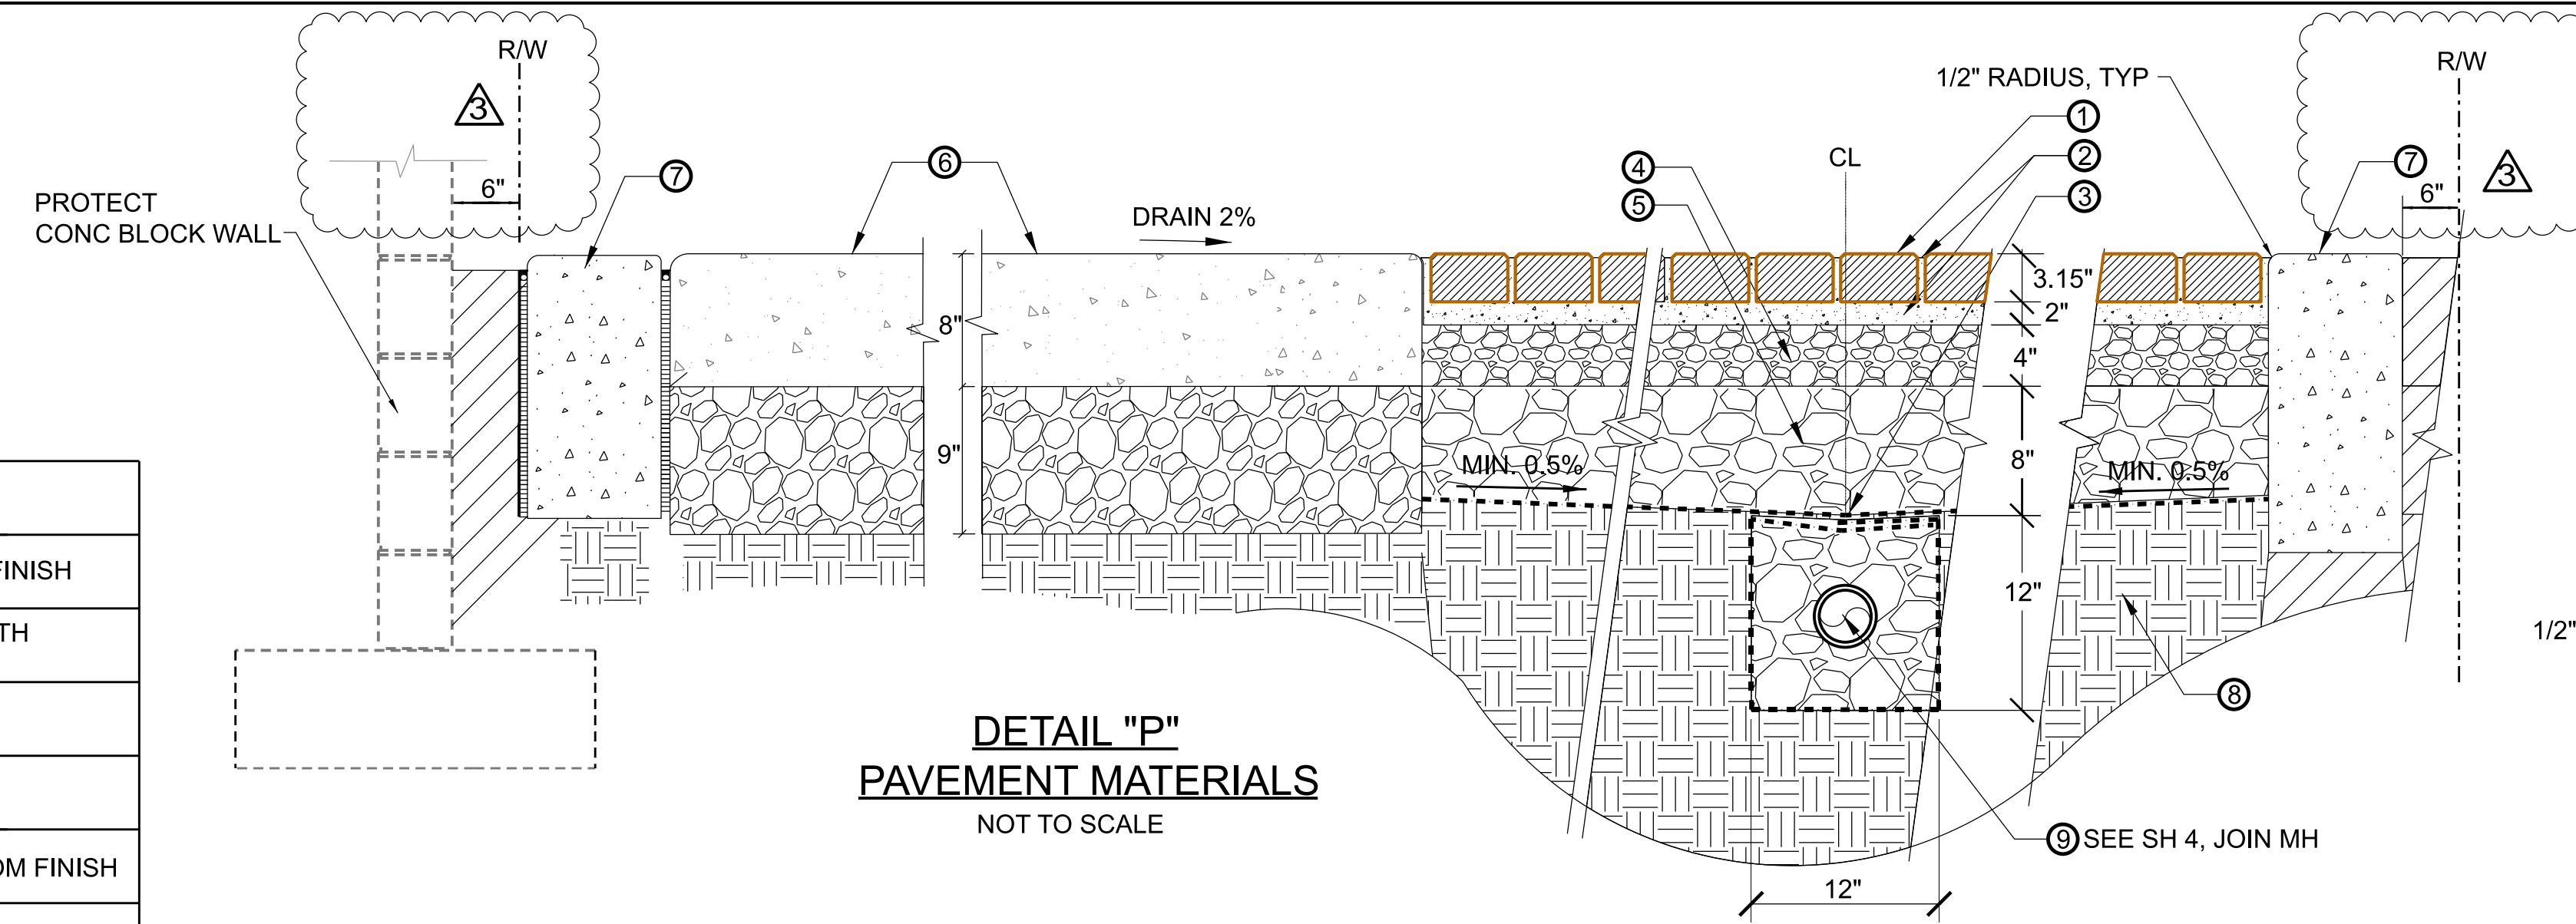 R/W
3
6"
PROTECT
CONC BLOCK WALL
7
6
DRAIN 2%
8"
9"
4
5
CL
1/2" RADIUS, TYP
1
2
3
R/W
7
3
6"
3.15"
2"
4"
8"
12"
MIN. 0.5%
MIN. 0.5%
8
9 SEE SH 4, JOIN MH
12"
1/2"
FINISH
TH
OM FINISH
DETAIL "P"
PAVEMENT MATERIALS
NOT TO SCALE